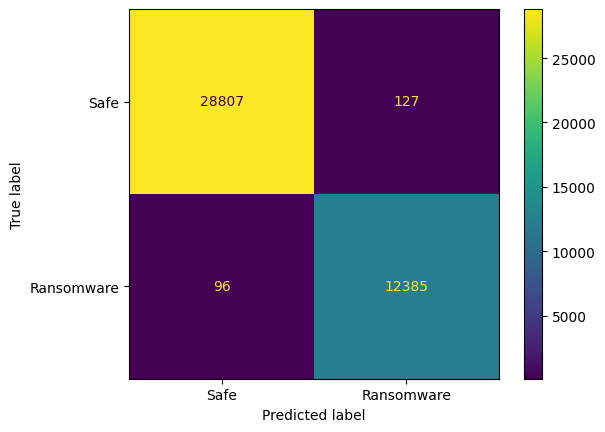 25000
Safe
28807 127
20000
True label
15000
Ransomware
96 12385
10000
5000
Safe Ransomware
Predicted label